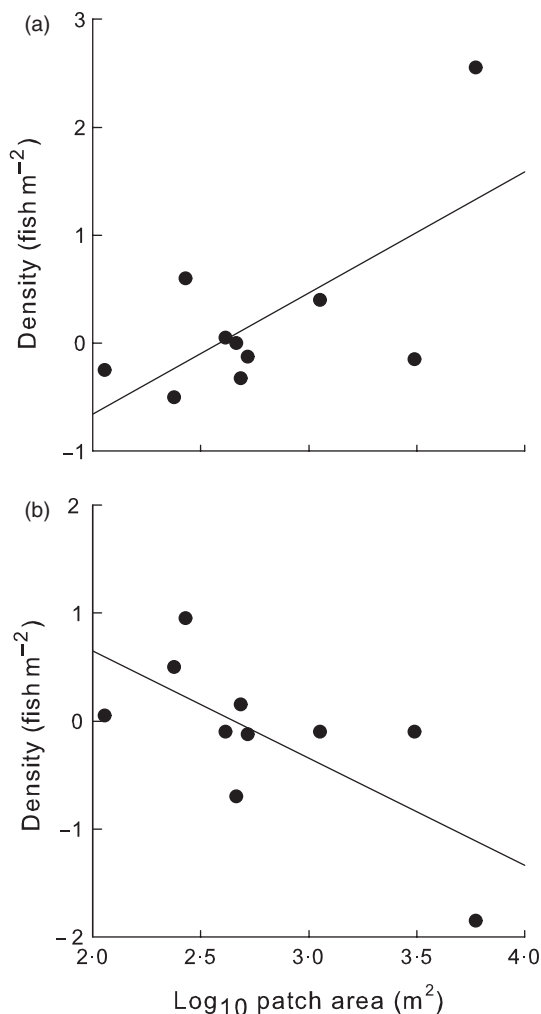 (a)
3
2
1
0
−1
Density (fish m⁻²)
(b)
2
1
0
−1
−2
Density (fish m⁻²)
2·0 2·5 3·0 3·5 4·0
Log₁₀ patch area (m²)